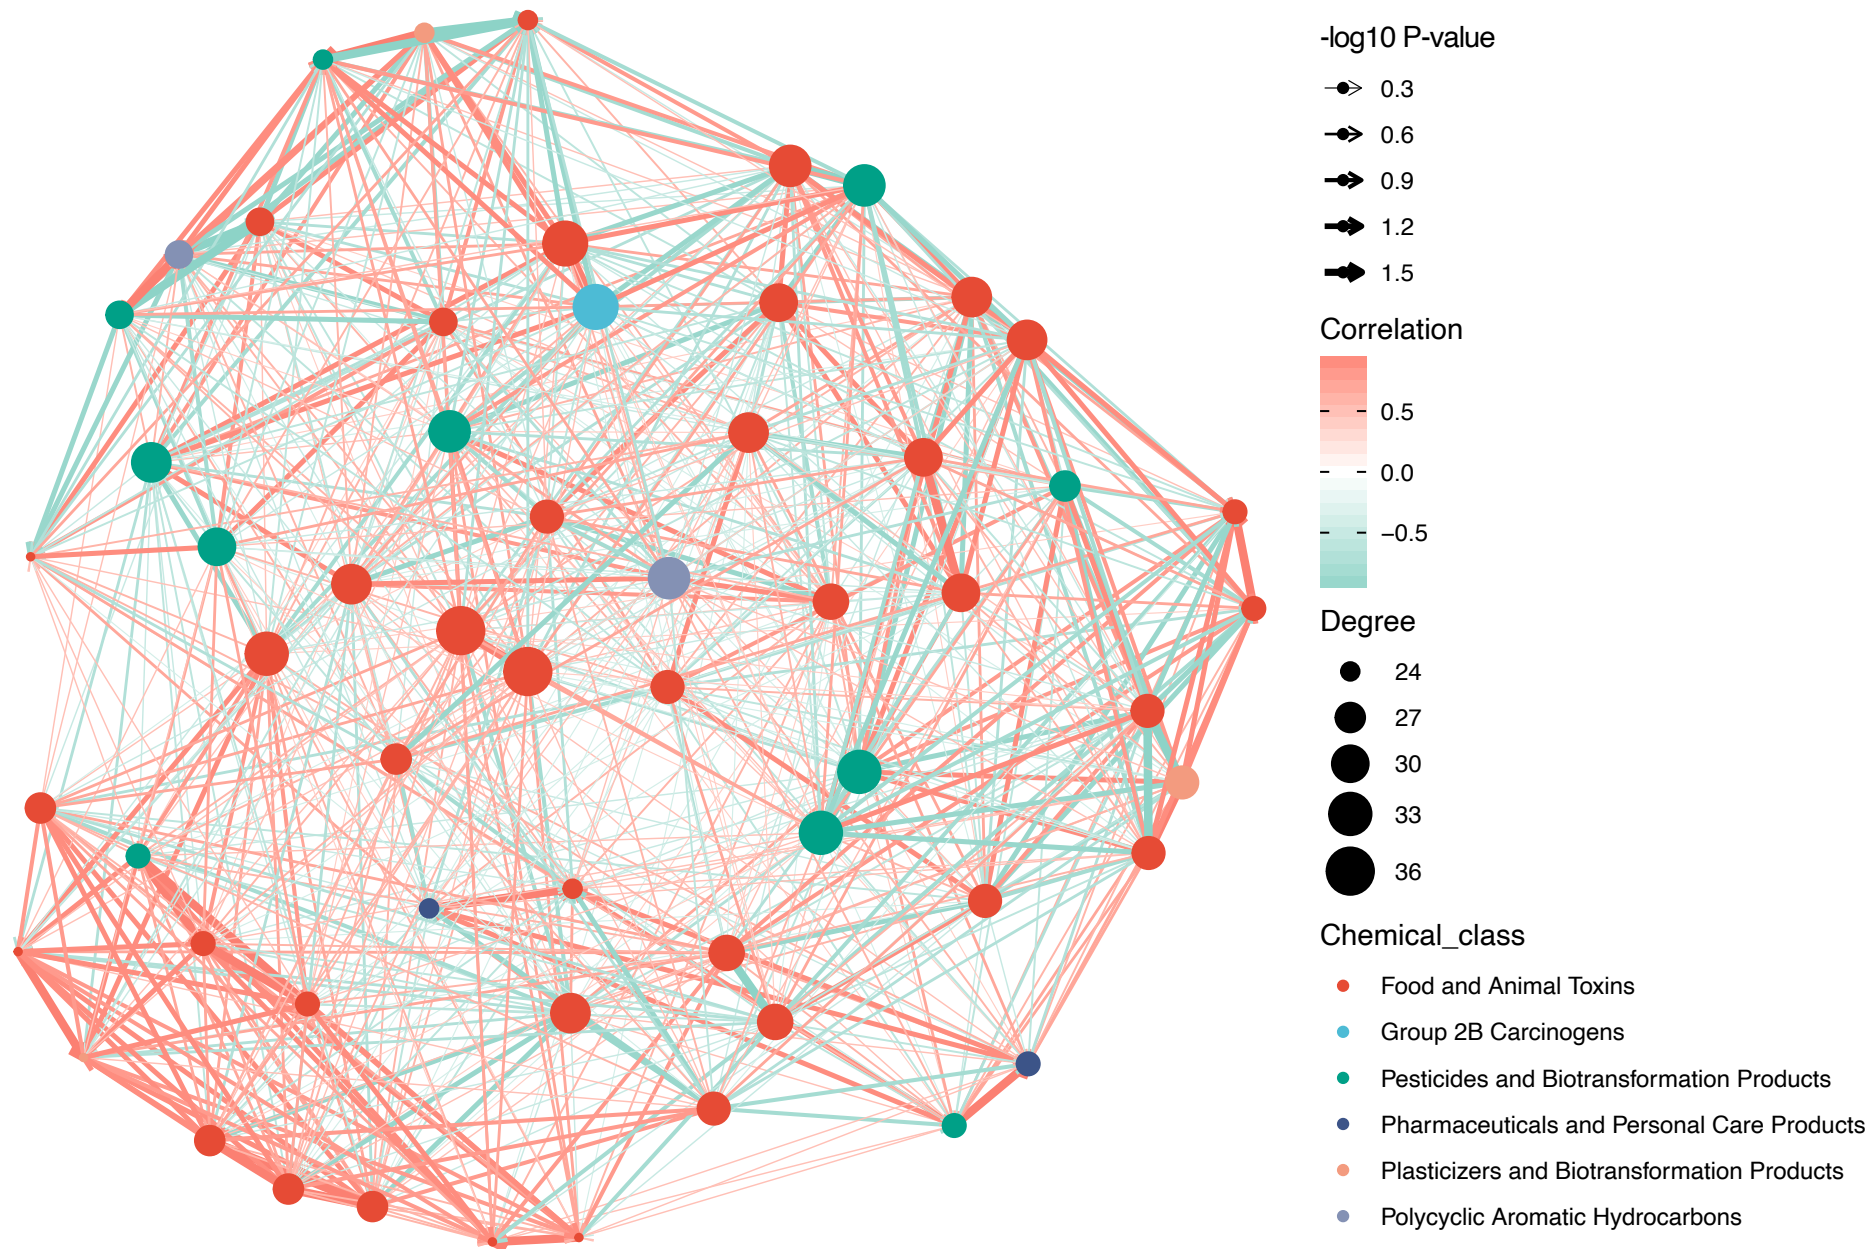 -log10 P-value
0.3
0.6
0.9
1.2
1.5
Correlation
0.5
0.0
−0.5
Degree
24
27
30
33
36
Chemical_class
Food and Animal Toxins
Group 2B Carcinogens
Pesticides and Biotransformation Products
Pharmaceuticals and Personal Care Products
Plasticizers and Biotransformation Products
Polycyclic Aromatic Hydrocarbons